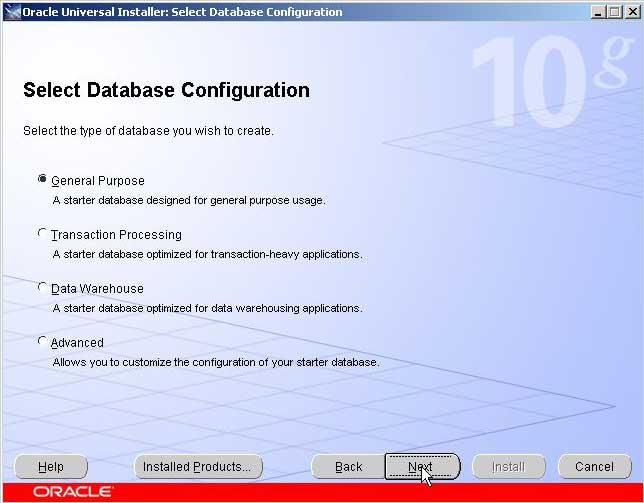 Oracle Universal Installer: Select Database Configuration
10g
Select Database Configuration
Select the type of database you wish to create.
General Purpose
A starter database designed for general purpose usage.
Transaction Processing
A starter database optimized for transaction-heavy applications.
Data Warehouse
A starter database optimized for data warehousing applications.
Advanced
Allows you to customize the configuration of your starter database.
Help Installed Products... Back Next Install Cancel
ORACLE